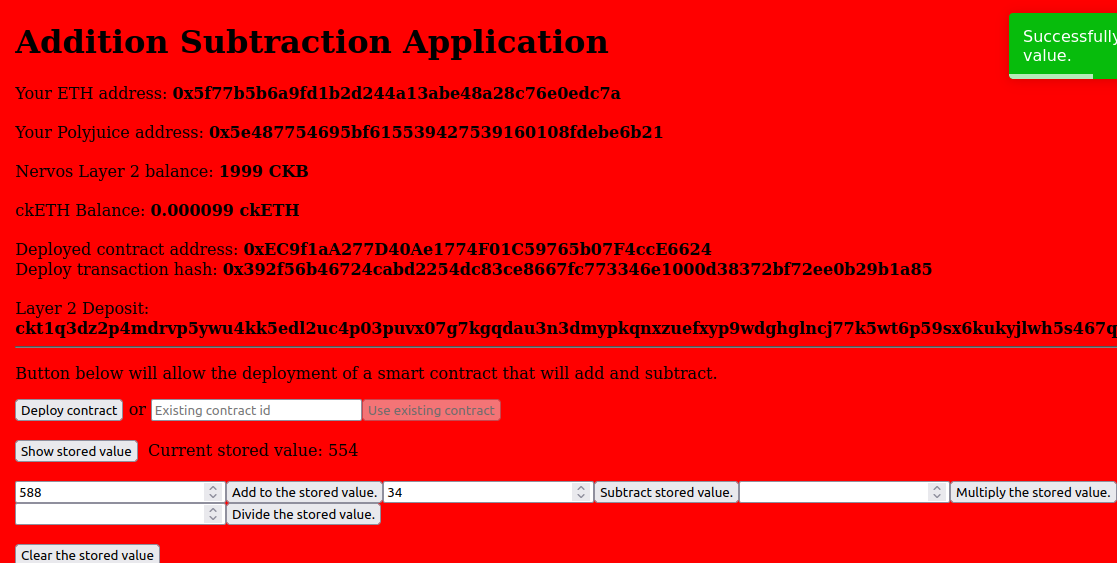 Addition Subtraction Application
Successfully
value.
Your ETH address: 0x5f77b5b6a9fd1b2d244a13abe48a28c76e0edc7a
Your Polyjuice address: 0x5e487754695bf615539427539160108fdebe6b21
Nervos Layer 2 balance: 1999 CKB
ckETH Balance: 0.000099 ckETH
Deployed contract address: 0xEC9f1aA277D40Ae1774F01C59765b07F4ccE6624
Deploy transaction hash: 0x392f56b46724cabd2254dc83ce8667fc773346e1000d38372bf72ee0b29b1a85
Layer 2 Deposit:
ckt1q3dz2p4mdrvp5ywu4kk5edl2uc4p03puvx07g7kgqdau3n3dmypkqnxzuefxyp9wdghglncj77k5wt6p59sx6kukyjlwh5s467q
Button below will allow the deployment of a smart contract that will add and subtract.
Deploy contract or Existing contract id Use existing contract
Show stored value Current stored value: 554
588 Add to the stored value. 34 Subtract stored value. Multiply the stored value.
Divide the stored value.
Clear the stored value